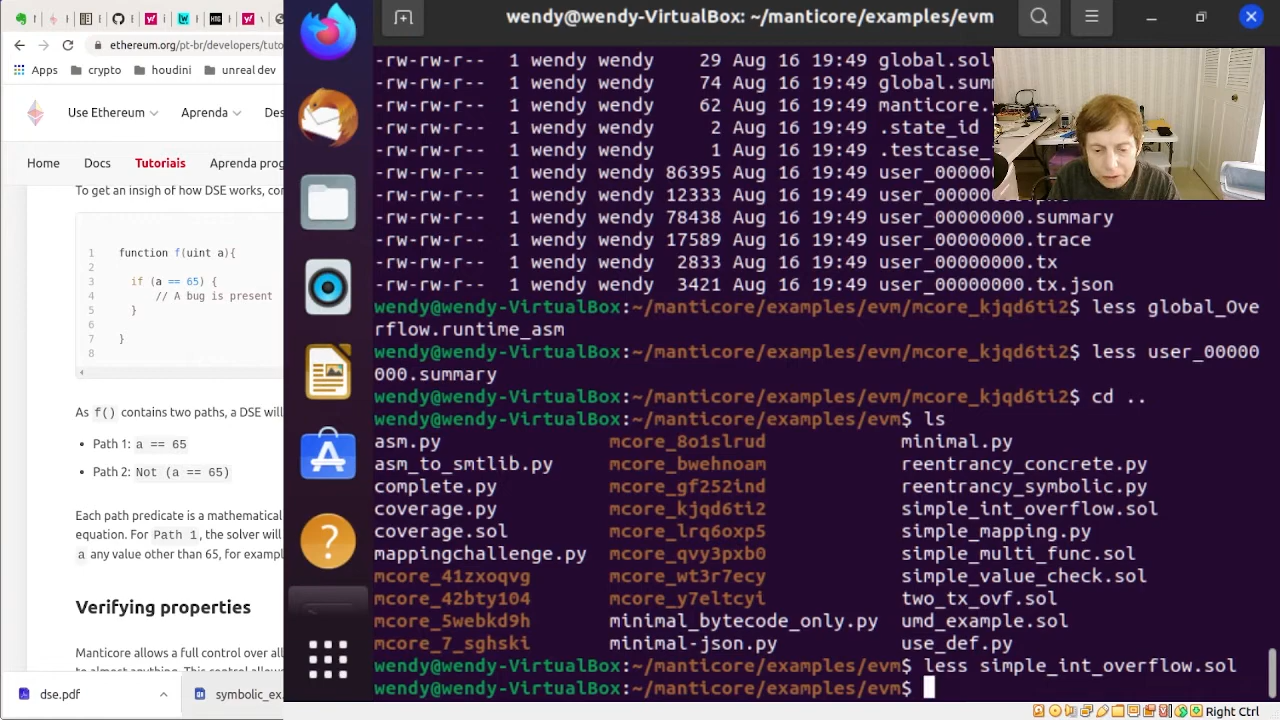 wendy@wendy-VirtualBox: ~/manticore/examples/evm
ethereum.org/pt-br/developers/tuto
Apps crypto houdini unreal dev
Use Ethereum Aprenda
Home Docs Tutoriais Aprenda prog
To get an insigh of how DSE works, con
1 function f(uint a){
2
3 if (a == 65) {
4 // A bug is present
5 }
6
7 }
8
As f() contains two paths, a DSE will
Path 1: a == 65
Path 2: Not (a == 65)
Each path predicate is a mathematical
equation. For Path 1, the solver will
a any value other than 65, for exampl
Verifying properties
Manticore allows a full control over all
dse.pdf symbolic_ex
-rw-rw-r-- 1 wendy wendy 29 Aug 16 19:49 global.solv
-rw-rw-r-- 1 wendy wendy 74 Aug 16 19:49 global.summ
-rw-rw-r-- 1 wendy wendy 62 Aug 16 19:49 manticore.y
-rw-rw-r-- 1 wendy wendy 2 Aug 16 19:49 .state_id
-rw-rw-r-- 1 wendy wendy 1 Aug 16 19:49 .testcase_
-rw-rw-r-- 1 wendy wendy 86395 Aug 16 19:49 user_000000
-rw-rw-r-- 1 wendy wendy 12333 Aug 16 19:49 user_00000000
-rw-rw-r-- 1 wendy wendy 78438 Aug 16 19:49 user_00000000.summary
-rw-rw-r-- 1 wendy wendy 17589 Aug 16 19:49 user_00000000.trace
-rw-rw-r-- 1 wendy wendy 2833 Aug 16 19:49 user_00000000.tx
-rw-rw-r-- 1 wendy wendy 3421 Aug 16 19:49 user_00000000.tx.json
wendy@wendy-VirtualBox:~/manticore/examples/evm/mcore_kjqd6ti2$ less global_Ove
rflow.runtime_asm
wendy@wendy-VirtualBox:~/manticore/examples/evm/mcore_kjqd6ti2$ less user_00000
000.summary
wendy@wendy-VirtualBox:~/manticore/examples/evm/mcore_kjqd6ti2$ cd ..
wendy@wendy-VirtualBox:~/manticore/examples/evm$ ls
asm.py mcore_8o1slrud minimal.py
asm_to_smtlib.py mcore_bwehnoam reentrancy_concrete.py
complete.py mcore_gf252ind reentrancy_symbolic.py
coverage.py mcore_kjqd6ti2 simple_int_overflow.sol
coverage.sol mcore_lrq6oxp5 simple_mapping.py
mappingchallenge.py mcore_qvy3pxb0 simple_multi_func.sol
mcore_41zxoqvg mcore_wt3r7ecy simple_value_check.sol
mcore_42bty104 mcore_y7eltcyi two_tx_ovf.sol
mcore_5webkd9h minimal_bytecode_only.py umd_example.sol
mcore_7_sghski minimal-json.py use_def.py
wendy@wendy-VirtualBox:~/manticore/examples/evm$ less simple_int_overflow.sol
wendy@wendy-VirtualBox:~/manticore/examples/evm$
Right Ctrl